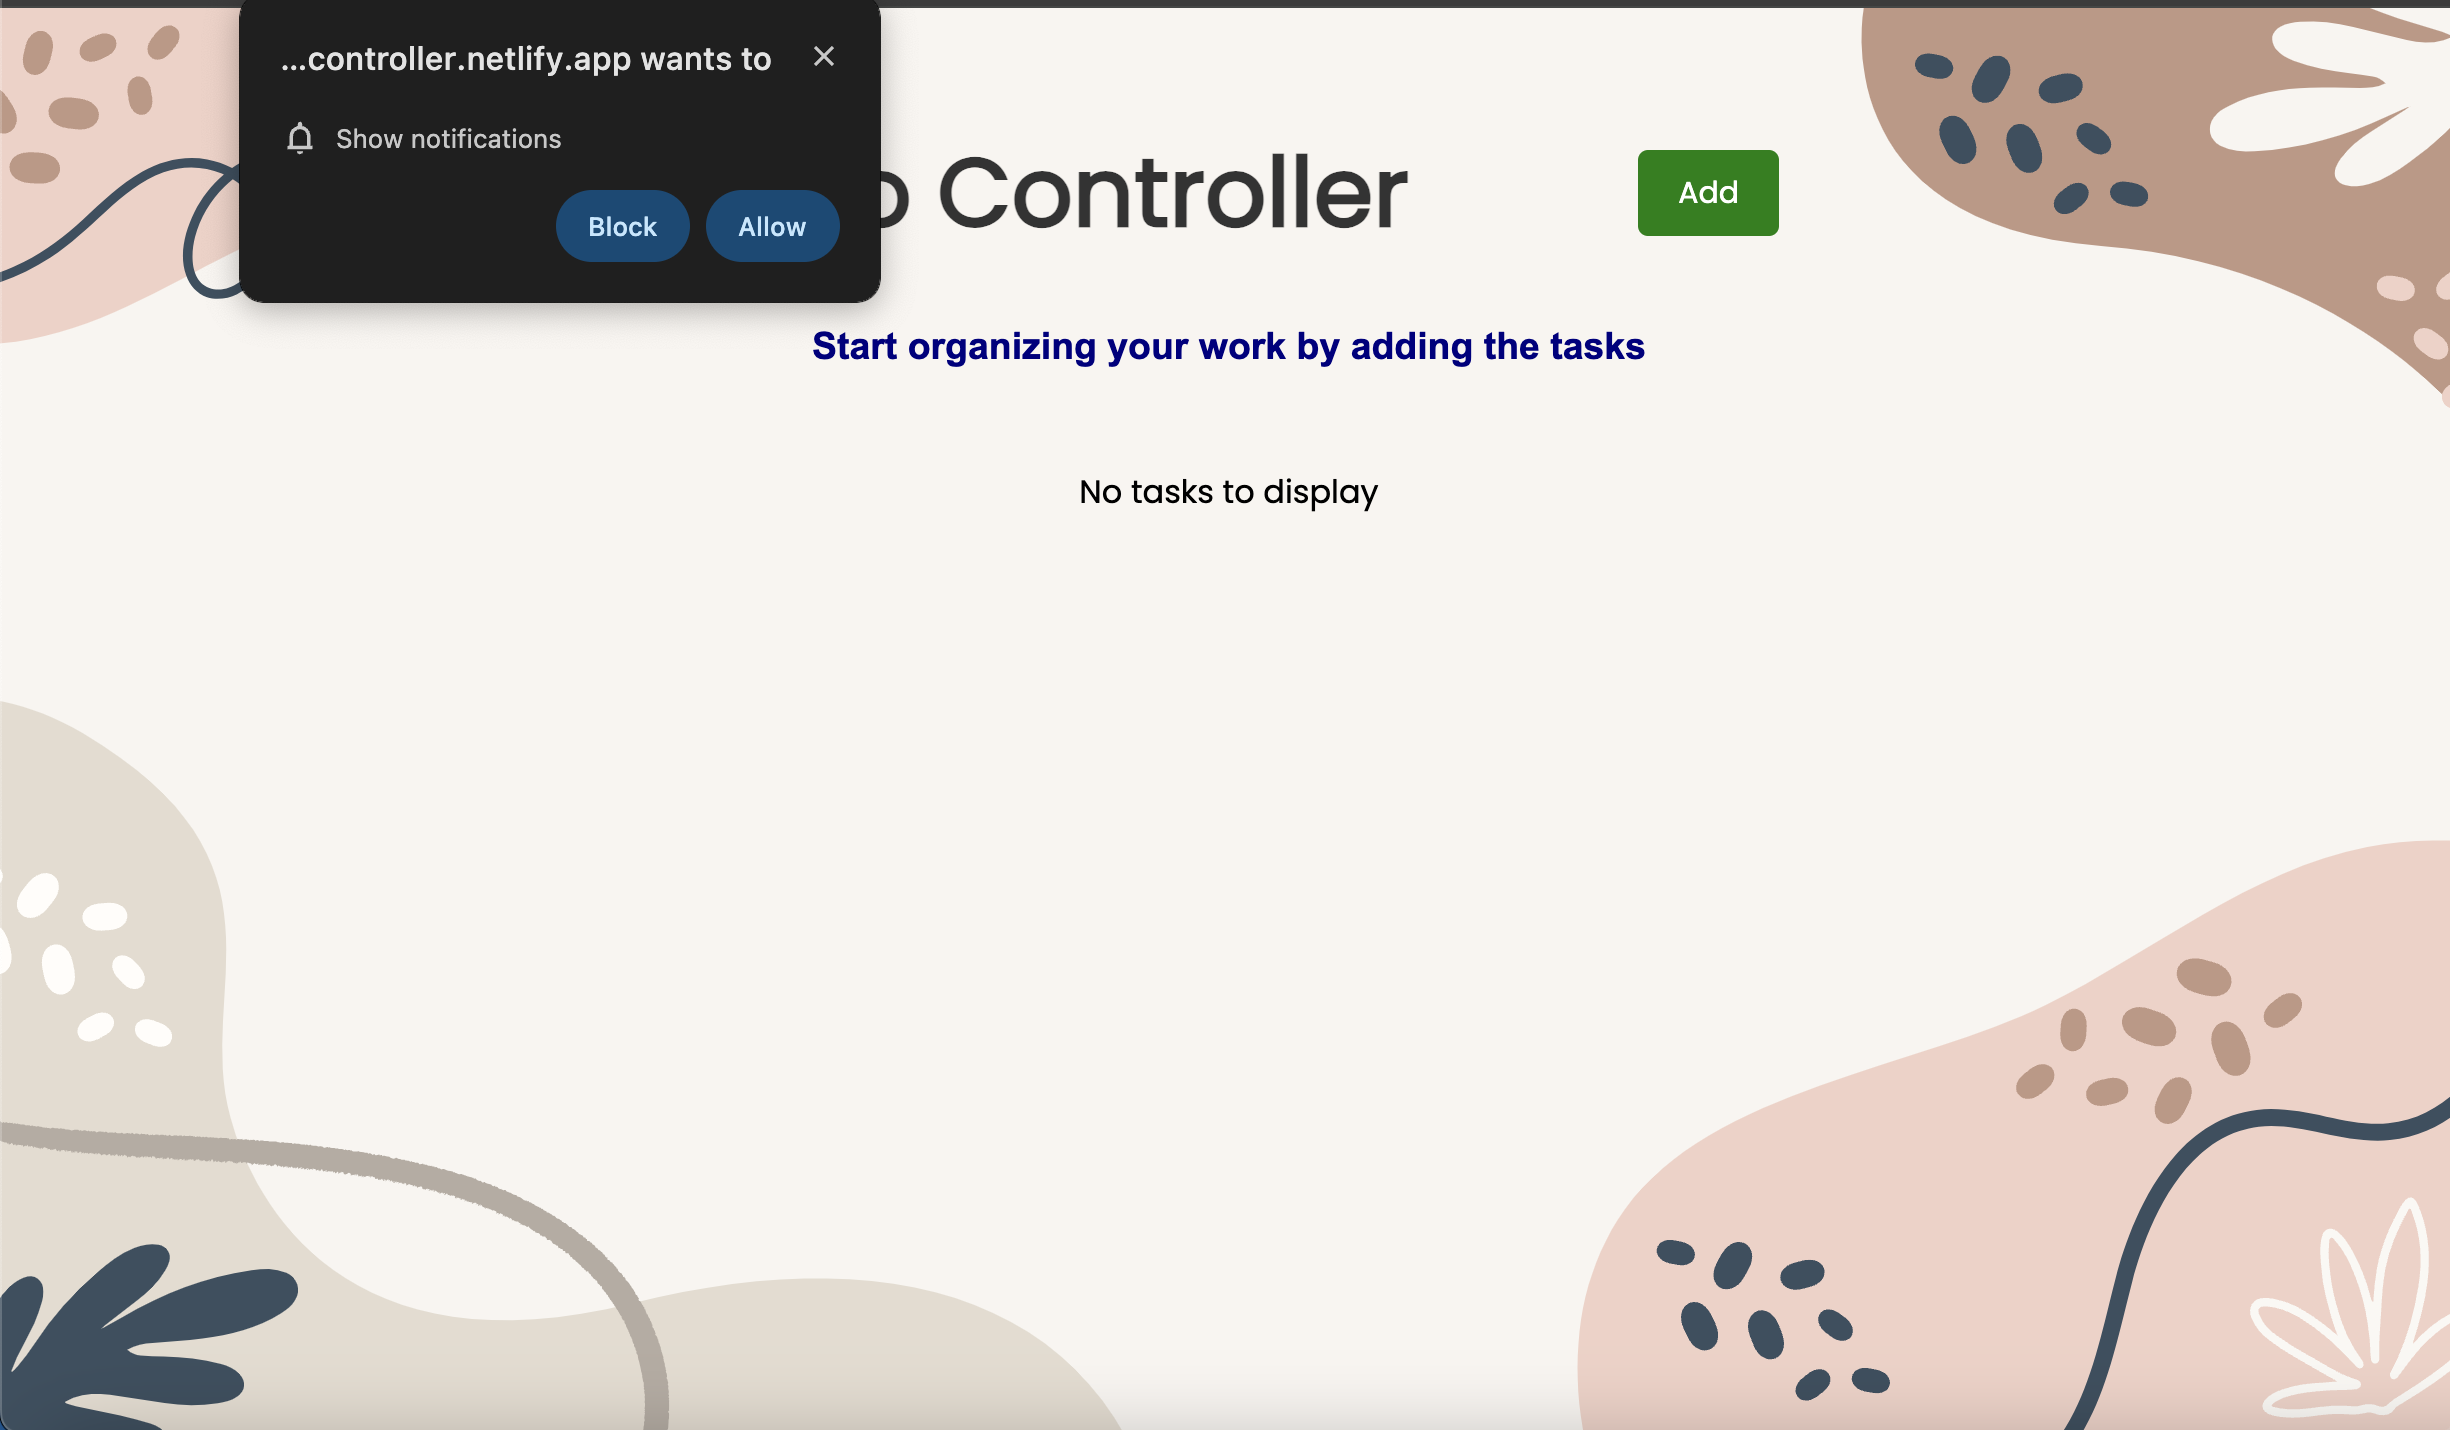 ...controller.netlify.app wants to
Show notifications
Block
Allow
Controller
Add
Start organizing your work by adding the tasks
No tasks to display